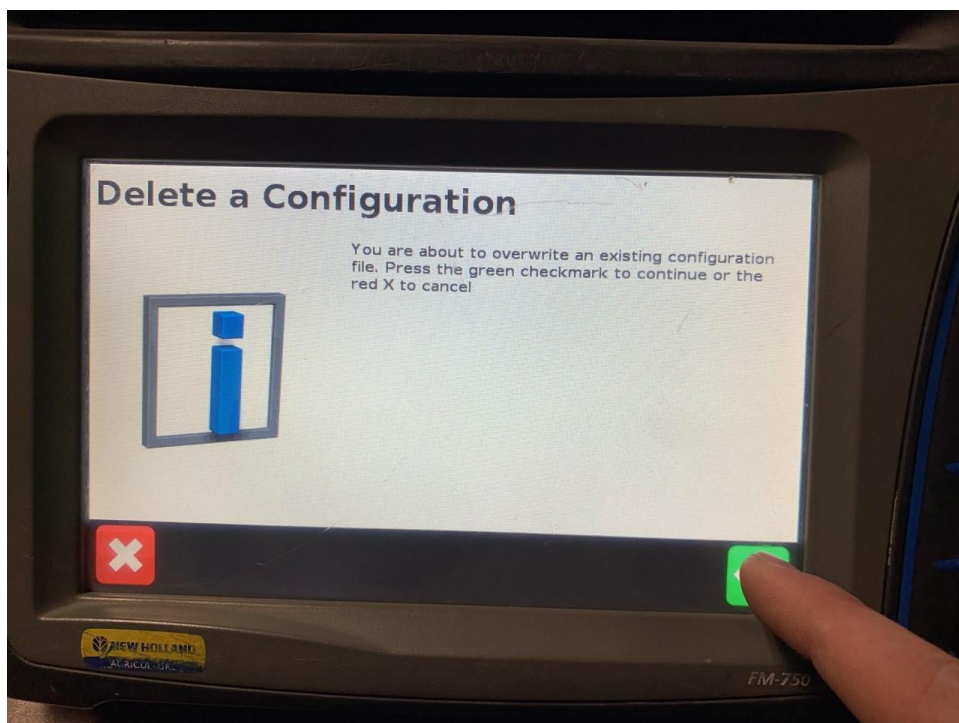 Delete a Configuration
You are about to overwrite an existing configuration
file. Press the green checkmark to continue or the
red X to cancel
NEW HOLLAND
FM-750